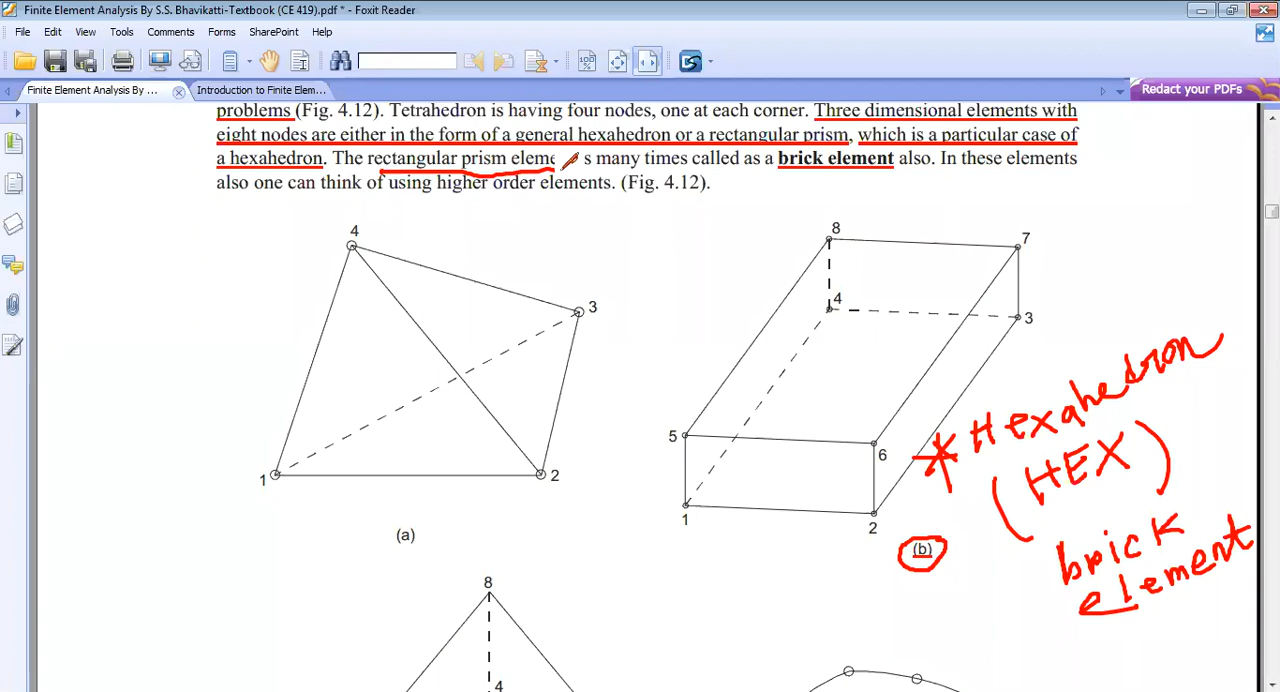 Finite Element Analysis By S.S. Bhavikatti-Textbook (CE 419).pdf * - Foxit Reader
File Edit View Tools Comments Forms SharePoint Help
Finite Element Analysis By ... Introduction to Finite Elem... Redact your PDFs
problems (Fig. 4.12). Tetrahedron is having four nodes, one at each corner. Three dimensional elements with
eight nodes are either in the form of a general hexahedron or a rectangular prism, which is a particular case of
a hexahedron. The rectangular prism eleme s many times called as a brick element also. In these elements
also one can think of using higher order elements. (Fig. 4.12).
4
3
1
2
(a)
8
7
4
3
5
6
1
2
(b)
* Hexahedron
(HEX)
brick
element
8
4